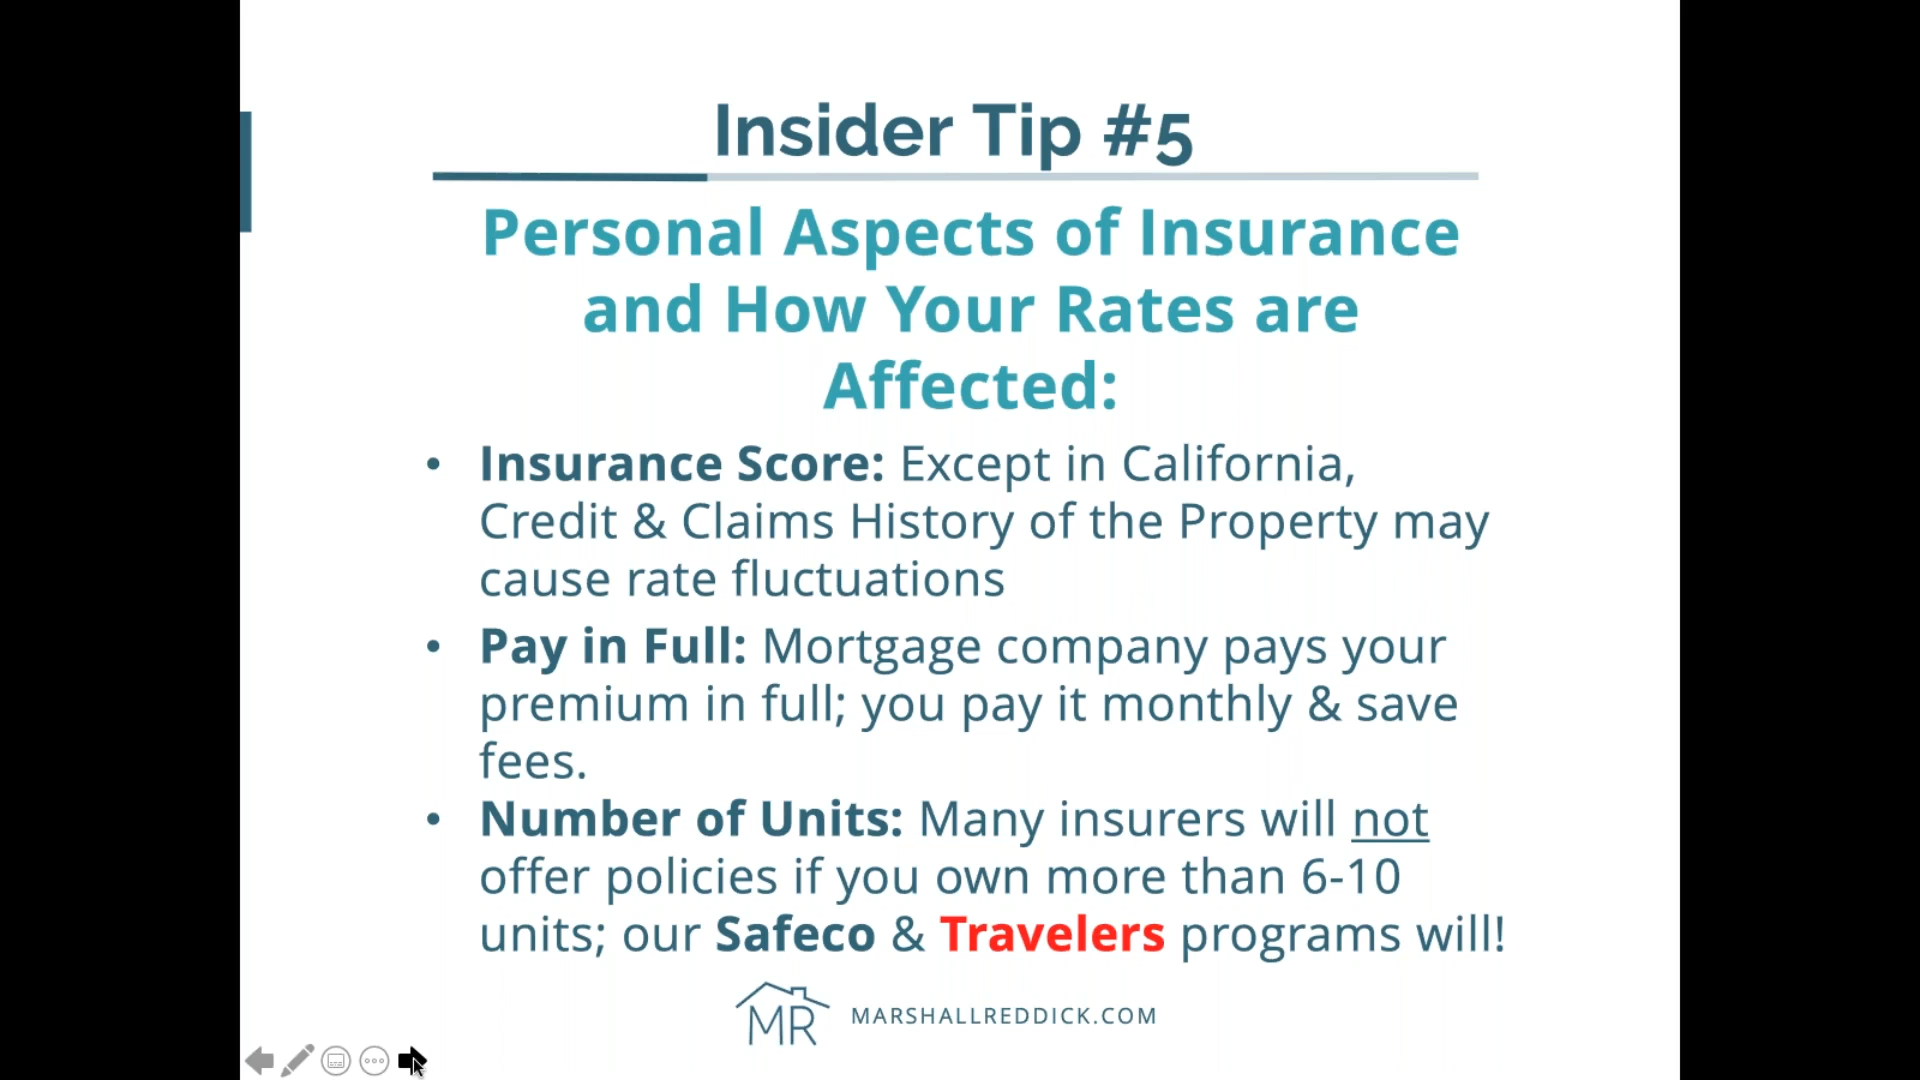 Insider Tip #5
Personal Aspects of Insurance
and How Your Rates are
Affected:
• Insurance Score: Except in California,
Credit & Claims History of the Property may
cause rate fluctuations
• Pay in Full: Mortgage company pays your
premium in full; you pay it monthly & save
fees.
• Number of Units: Many insurers will not
offer policies if you own more than 6-10
units; our Safeco & Travelers programs will!
MR MARSHALLREDDICK.COM